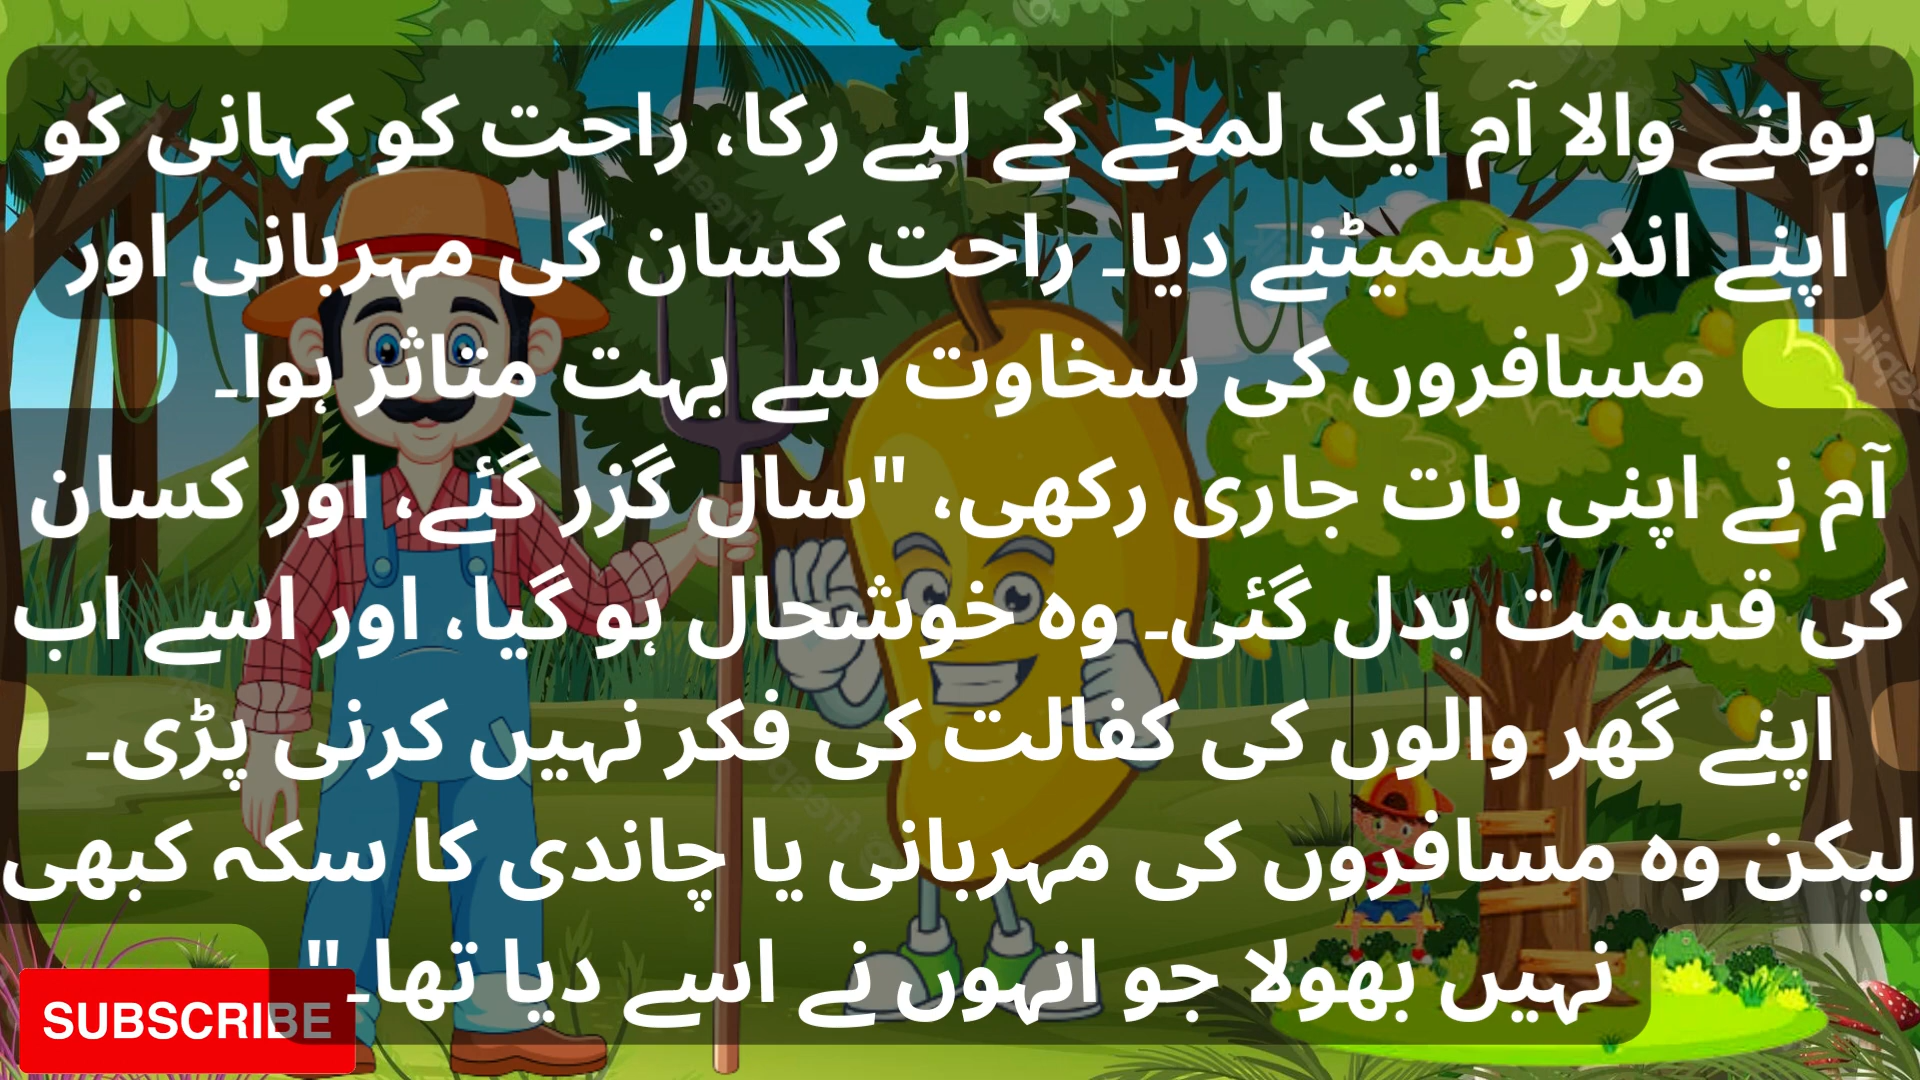 بولنے والا آم ایک لمحے کے لیے رکا، راحت کو کہانی کو
اپنے اندر سمیٹنے دیا۔ راحت کسان کی مہربانی اور
مسافروں کی سخاوت سے بہت متاثر ہوا۔
آم نے اپنی بات جاری رکھی، "سال گزر گئے، اور کسان
کی قسمت بدل گئی۔ وہ خوشحال ہو گیا، اور اسے اب
اپنے گھر والوں کی کفالت کی فکر نہیں کرنی پڑی۔
لیکن وہ مسافروں کی مہربانی یا چاندی کا سکہ کبھی
نہیں بھولا جو انہوں نے اسے دیا تھا۔"
SUBSCRIBE